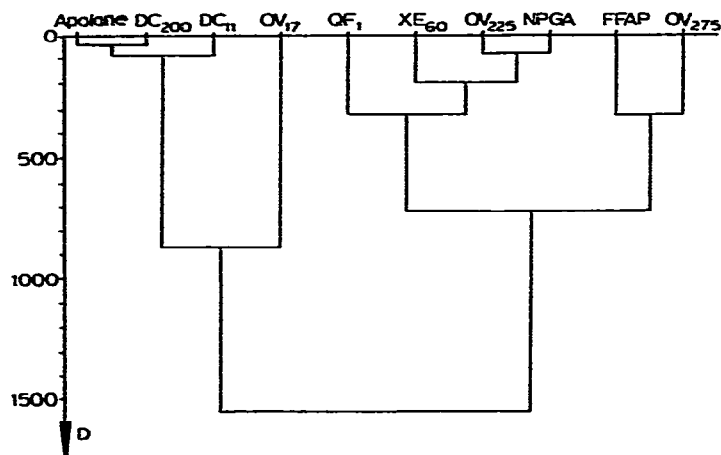 Apolane DC₂₀₀ DC₁₁ OV₁₇ QF₁ XE₆₀ OV₂₂₅ NPGA FFAP OV₂₇₅
0
500
1000
1500
D